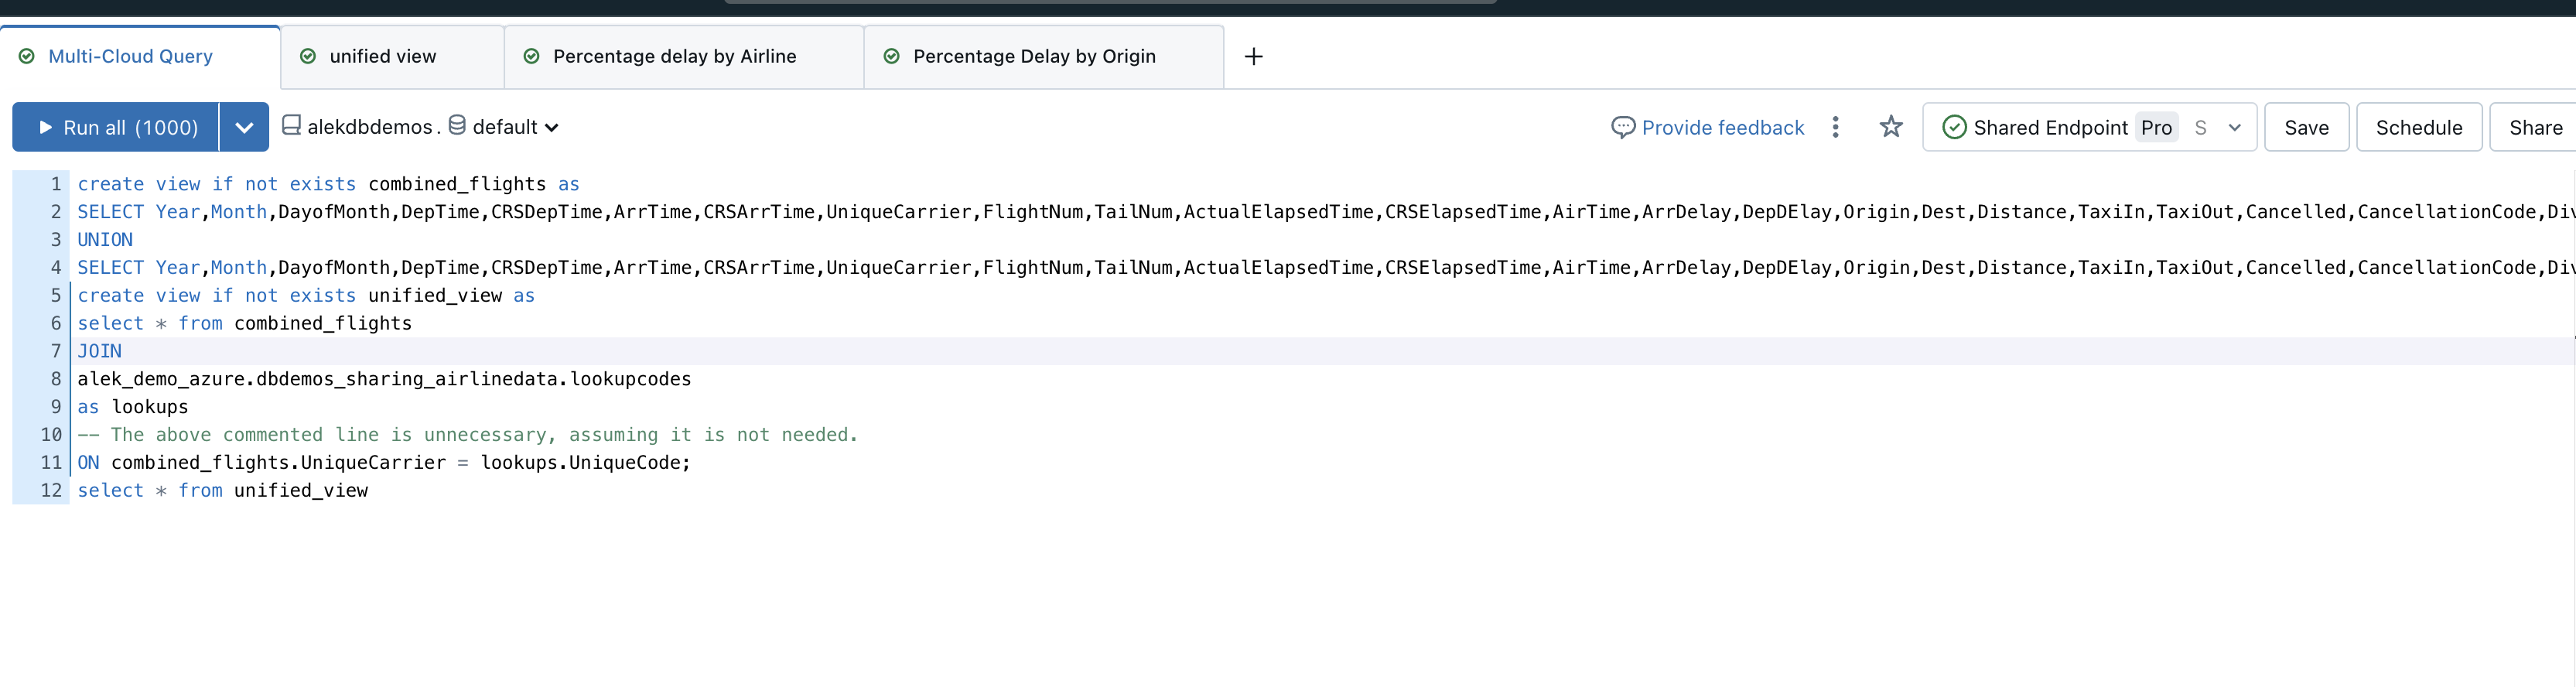 Multi-Cloud Query unified view Percentage delay by Airline Percentage Delay by Origin +
Run all (1000) alekdbdemos. default Provide feedback Shared Endpoint Pro S Save Schedule Share
1 create view if not exists combined_flights as
2 SELECT Year,Month,DayofMonth,DepTime,CRSDepTime,ArrTime,CRSArrTime,UniqueCarrier,FlightNum,TailNum,ActualElapsedTime,CRSElapsedTime,AirTime,ArrDelay,DepDElay,Origin,Dest,Distance,TaxiIn,TaxiOut,Cancelled,CancellationCode,
3 UNION
4 SELECT Year,Month,DayofMonth,DepTime,CRSDepTime,ArrTime,CRSArrTime,UniqueCarrier,FlightNum,TailNum,ActualElapsedTime,CRSElapsedTime,AirTime,ArrDelay,DepDElay,Origin,Dest,Distance,TaxiIn,TaxiOut,Cancelled,CancellationCode,
5 create view if not exists unified_view as
6 select * from combined_flights
7 JOIN
8 alek_demo_azure.dbdemos_sharing_airlinedata.lookupcodes
9 as lookups
10 -- The above commented line is unnecessary, assuming it is not needed.
11 ON combined_flights.UniqueCarrier = lookups.UniqueCode;
12 select * from unified_view